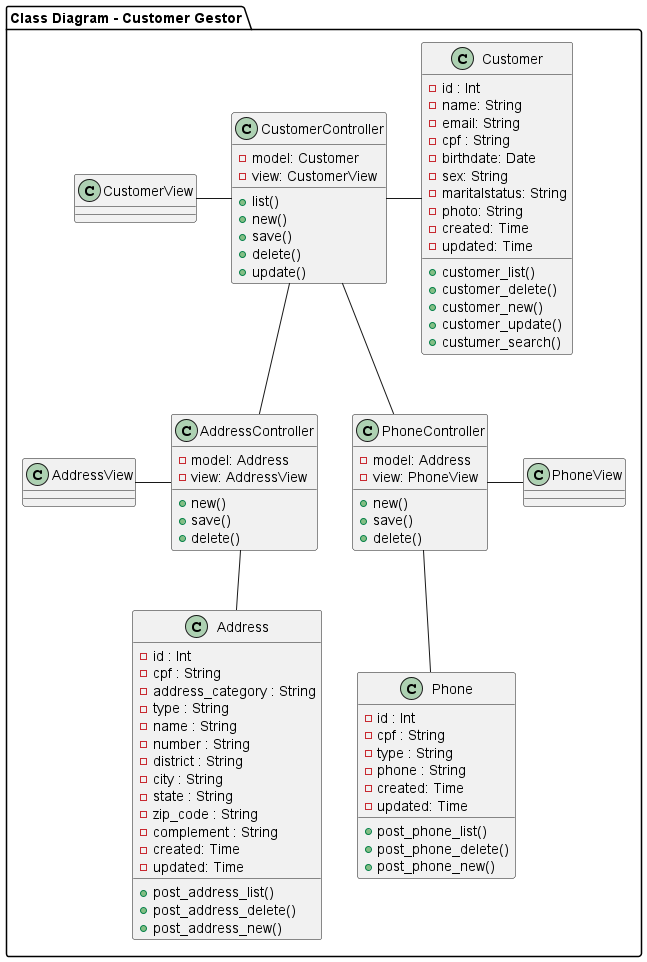 Class Diagram - Customer Gestor
C Customer
id : Int
name: String
email: String
cpf : String
birthdate: Date
sex: String
maritalstatus: String
photo: String
created: Time
updated: Time
customer_list()
customer_delete()
customer_new()
customer_update()
custumer_search()
C CustomerController
model: Customer
view: CustomerView
list()
new()
save()
delete()
update()
C CustomerView
C AddressController
model: Address
view: AddressView
new()
save()
delete()
C PhoneController
model: Address
view: PhoneView
new()
save()
delete()
C AddressView
C PhoneView
C Address
id : Int
cpf : String
address_category : String
type : String
name : String
number : String
district : String
city : String
state : String
zip_code : String
complement : String
created: Time
updated: Time
post_address_list()
post_address_delete()
post_address_new()
C Phone
id : Int
cpf : String
type : String
phone : String
created: Time
updated: Time
post_phone_list()
post_phone_delete()
post_phone_new()